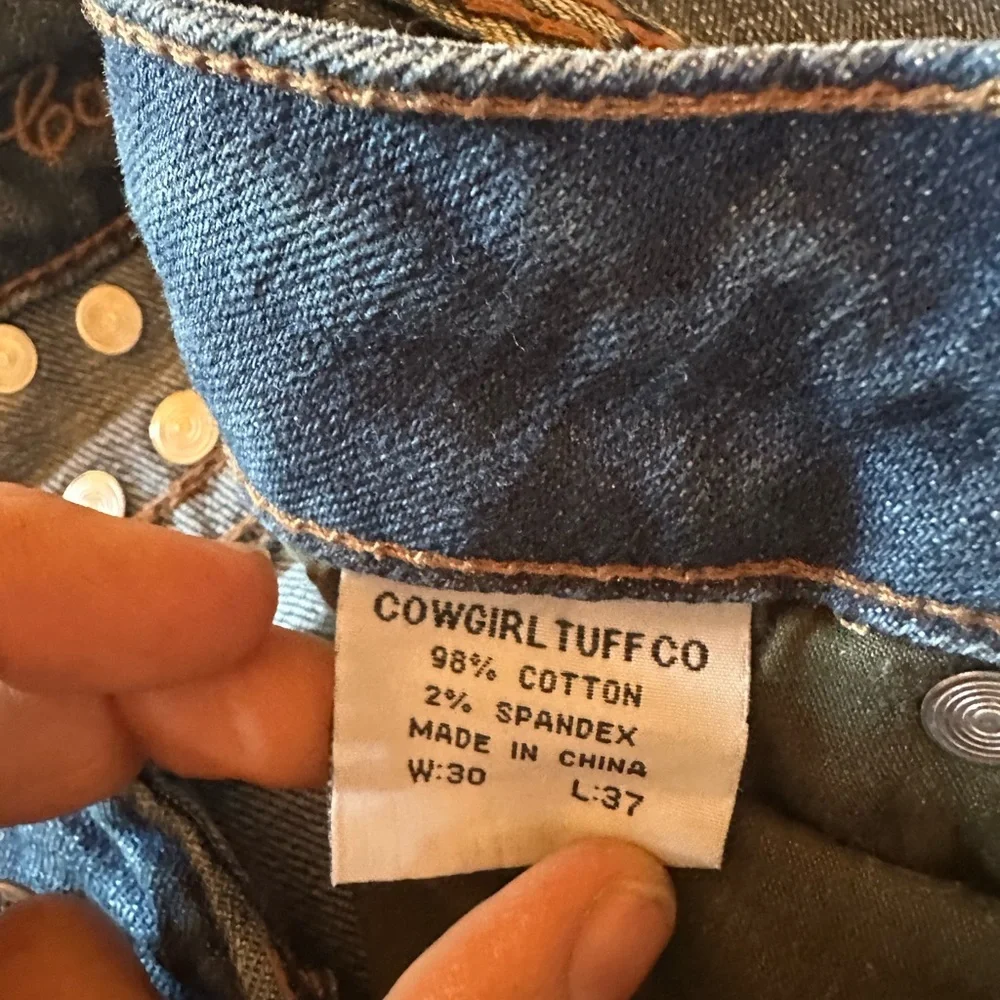 COWGIRL TUFF CO
98% COTTON
2% SPANDEX
MADE IN CHINA
W:30 L:37